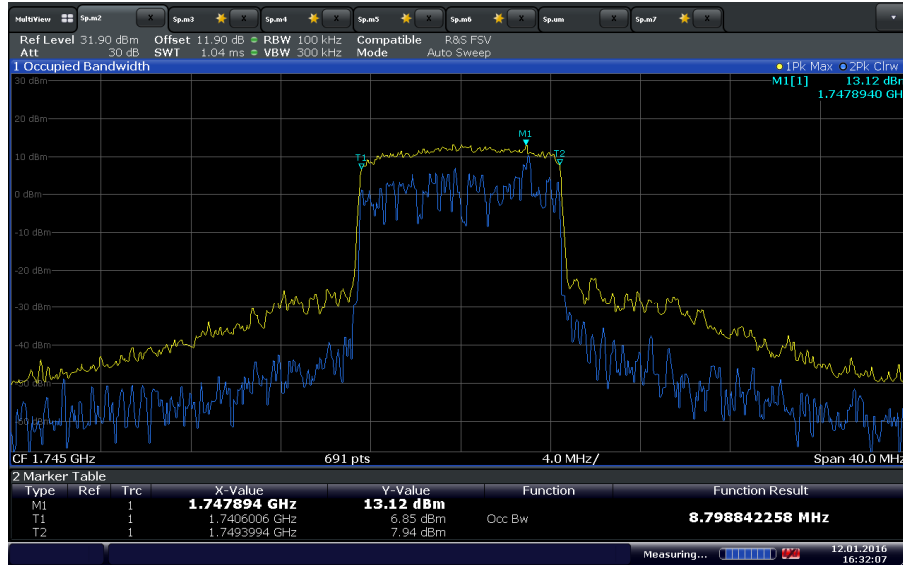 MultiView Sp.m2 X Sp.m3 X Sp.m4 X Sp.m5 X Sp.m6 X Sp.um X Sp.m7 X
Ref Level 31.90 dBm Offset 11.90 dB RBW 100 kHz Compatible R&S FSV
Att 30 dB SWT 1.04 ms VBW 300 kHz Mode Auto Sweep
1 Occupied Bandwidth 1Pk Max 2Pk Clrw
30 dBm M1[1] 13.12 dBm
1.7478940 GH
20 dBm
M1
10 dBm T1 T2
0 dBm
-10 dBm
-20 dBm
-30 dBm
-40 dBm
-50 dBm
-60 dBm
CF 1.745 GHz 691 pts 4.0 MHz/ Span 40.0 MHz
2 Marker Table
Type Ref Trc X-Value Y-Value Function Function Result
M1 1 1.747894 GHz 13.12 dBm
T1 1 1.7406006 GHz 6.85 dBm Occ Bw 8.798842258 MHz
T2 1 1.7493994 GHz 7.94 dBm
Measuring... 12.01.2016
16:32:07